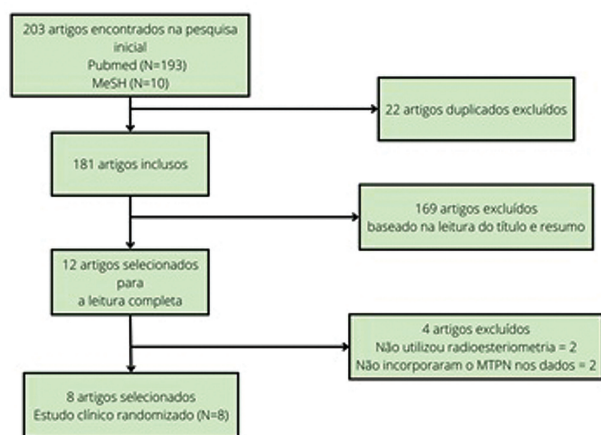 203 artigos encontrados na pesquisa
inicial
Pubmed (N=193)
MeSH (N=10)
22 artigos duplicados excluídos
181 artigos inclusos
169 artigos excluídos
baseado na leitura do título e resumo
12 artigos selecionados
para
a leitura completa
4 artigos excluídos
Não utilizou radioesteriometria = 2
Não incorporaram o MTPN nos dados = 2
8 artigos selecionados
Estudo clínico randomizado (N=8)